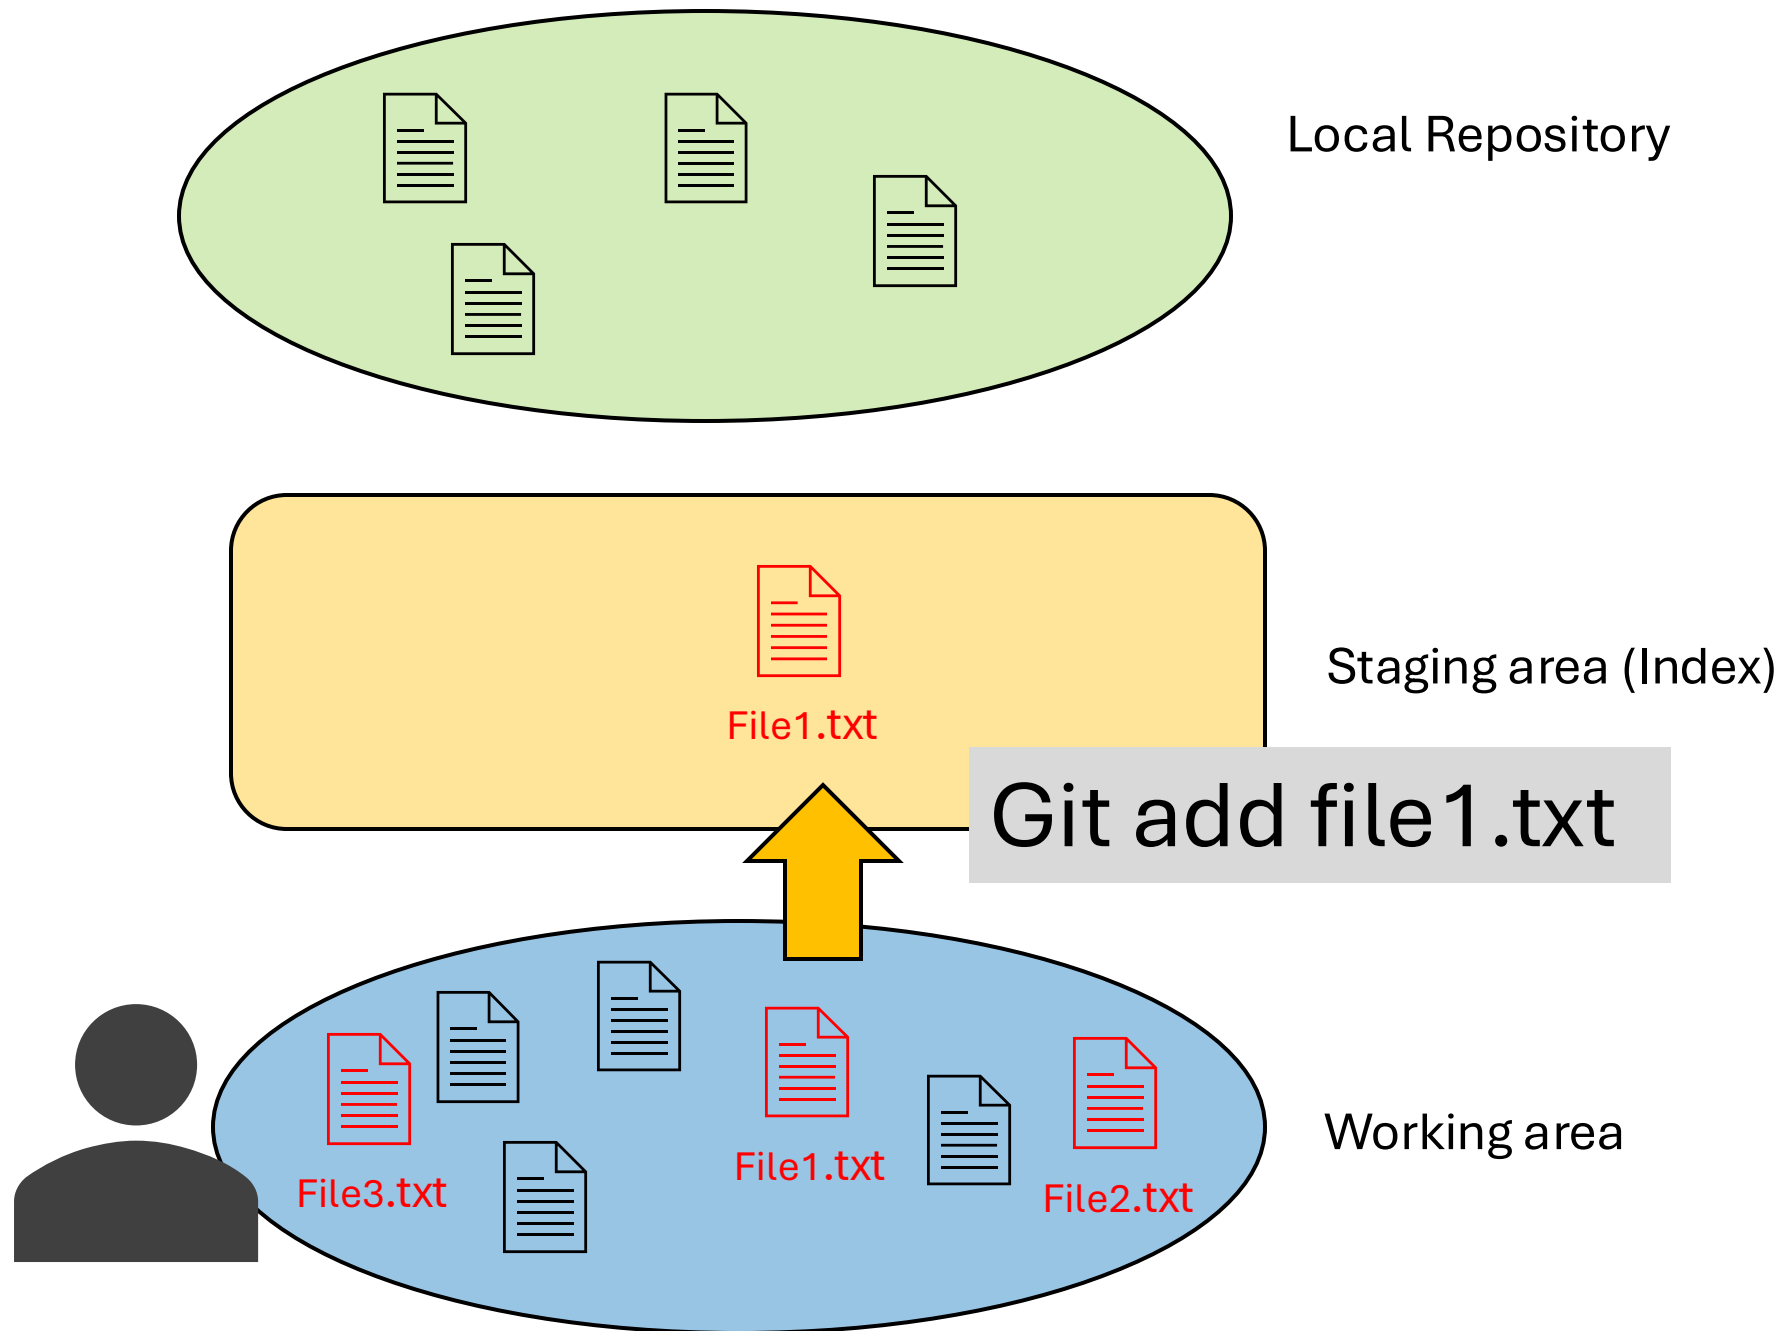 Local Repository
Staging area (Index)
File1.txt
Git add file1.txt
Working area
File3.txt
File1.txt
File2.txt